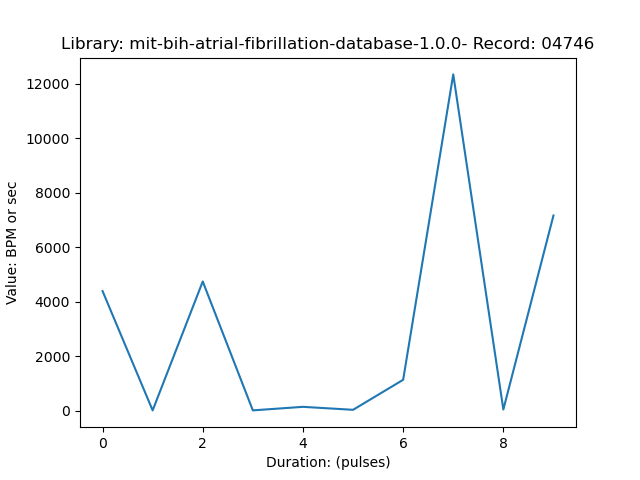 Library: mit-bih-atrial-fibrillation-database-1.0.0- Record: 04746
12000
10000
8000
6000
4000
2000
0
Value: BPM or sec
0 2 4 6 8
Duration: (pulses)